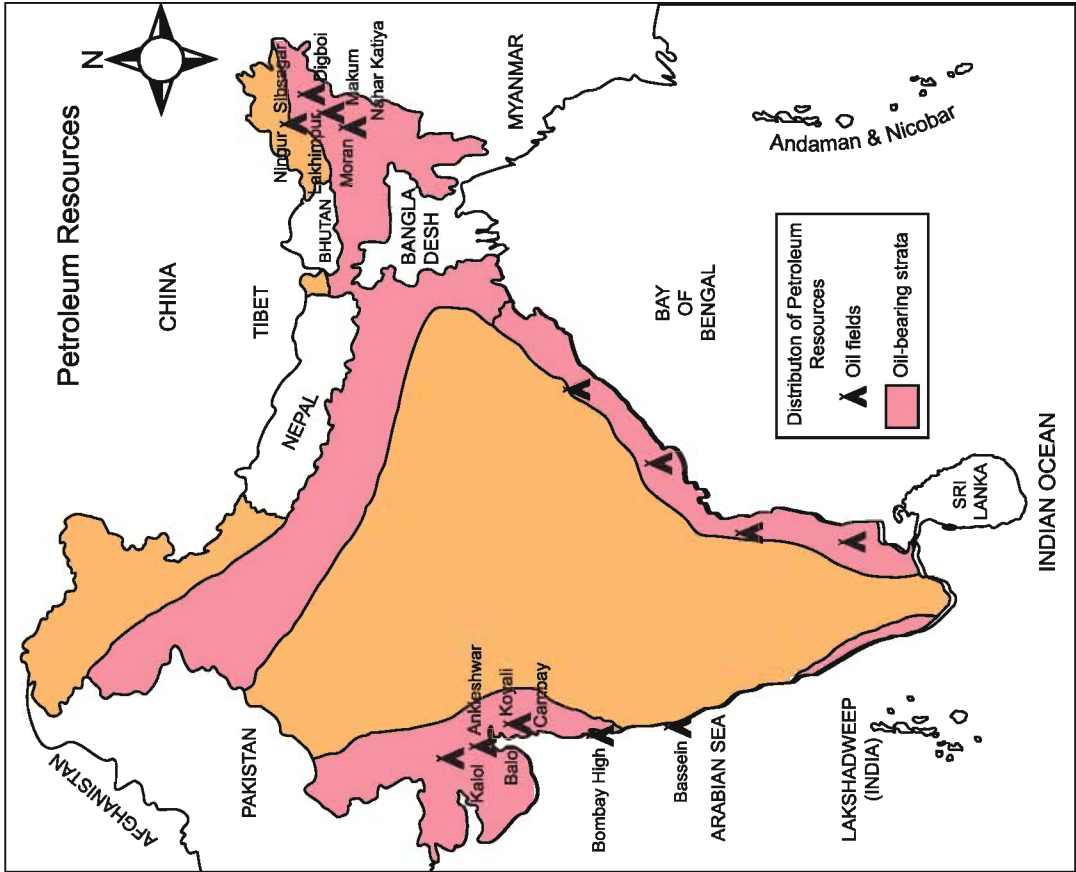 Petroleum Resources
N
CHINA
TIBET
AFGHANISTAN
PAKISTAN
NEPAL
BHUTAN
BANGLA
DESH
MYANMAR
Ningur
Sibsagar
Lakhimpur
Digboi
Moran
Makum
Nahar Katiya
Kalol
Ankleshwar
Balol
Koyali
Cambay
Bombay High
Bassein
ARABIAN SEA
BAY
OF
BENGAL
LAKSHADWEEP
(INDIA)
Andaman & Nicobar
SRI
LANKA
INDIAN OCEAN
Distributon of Petroleum
Resources
Oil fields
Oil-bearing strata